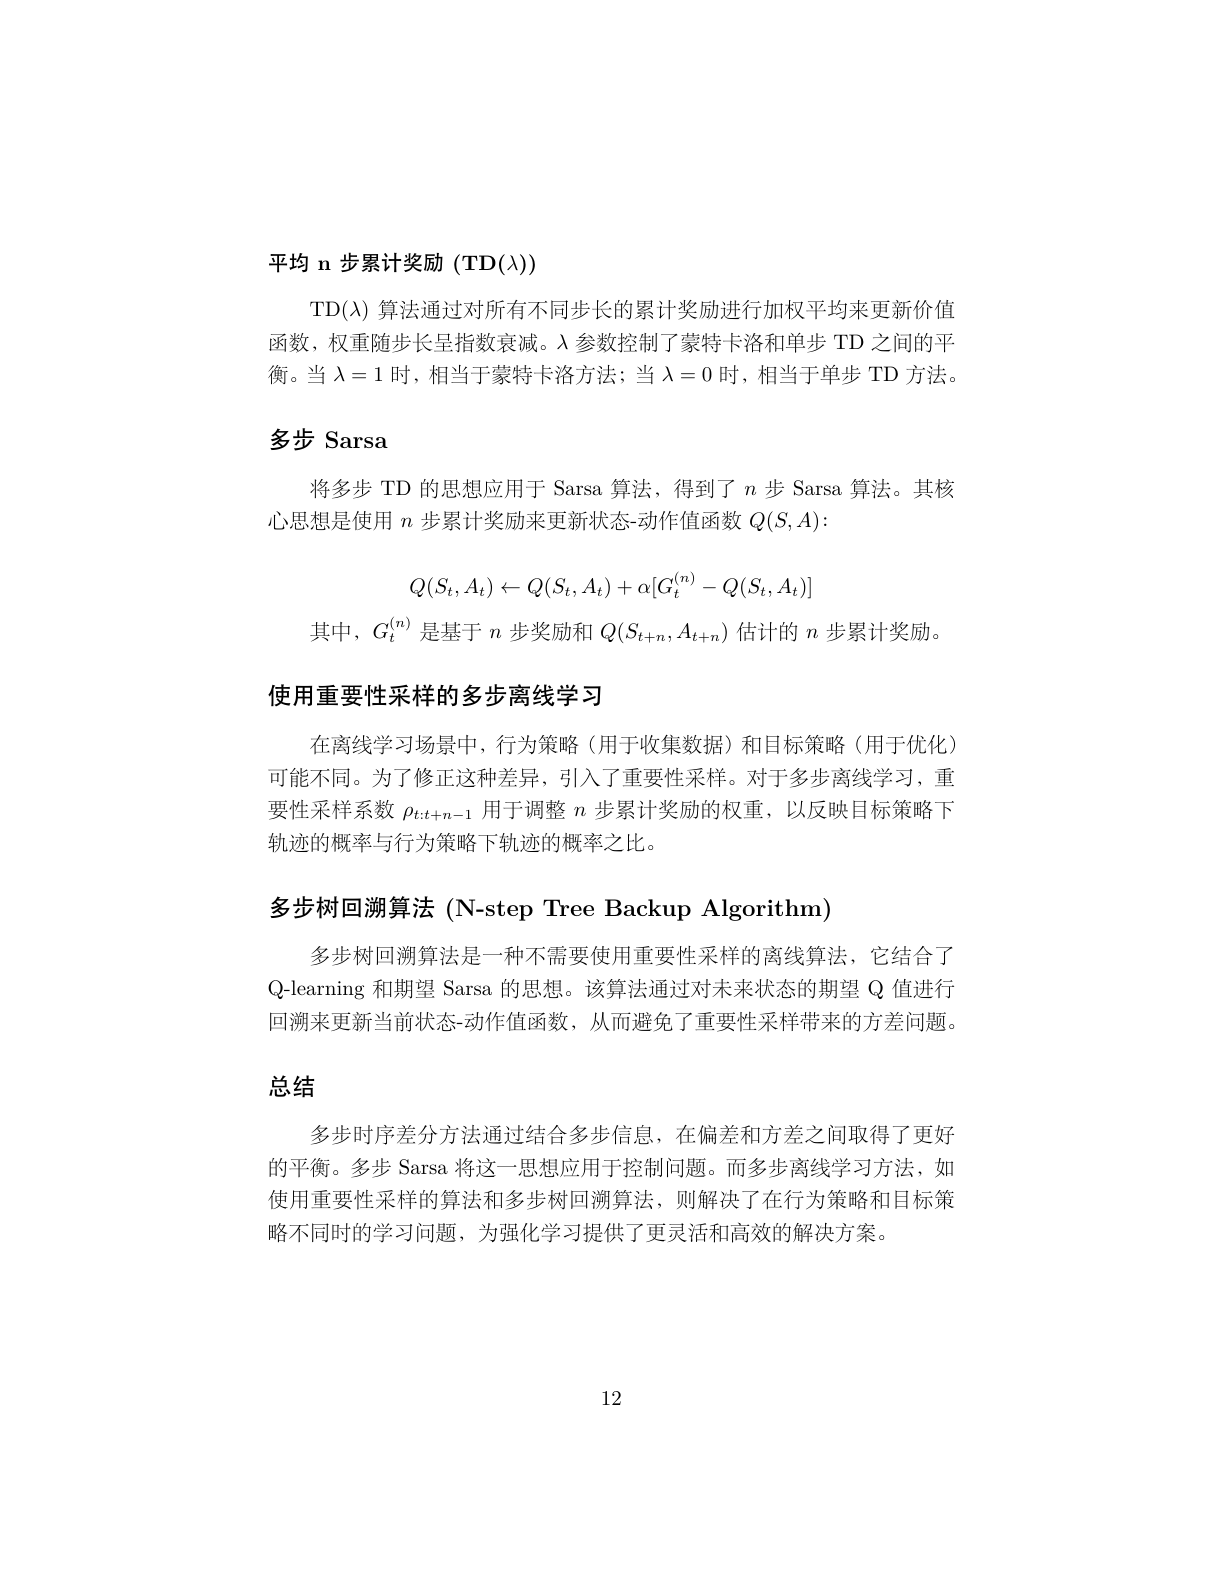 平均 n 步累计奖励 (TD(λ))
TD(λ) 算法通过对所有不同步长的累计奖励进行加权平均来更新价值
函数，权重随步长呈指数衰减。λ 参数控制了蒙特卡洛和单步 TD 之间的平
衡。当 λ = 1 时，相当于蒙特卡洛方法；当 λ = 0 时，相当于单步 TD 方法。
多步 Sarsa
将多步 TD 的思想应用于 Sarsa 算法，得到了 n 步 Sarsa 算法。其核
心思想是使用 n 步累计奖励来更新状态-动作值函数 Q(S, A)：
Q(S_t, A_t) ← Q(S_t, A_t) + α[G_t^{(n)} − Q(S_t, A_t)]
其中，G_t^{(n)} 是基于 n 步奖励和 Q(S_{t+n}, A_{t+n}) 估计的 n 步累计奖励。
使用重要性采样的多步离线学习
在离线学习场景中，行为策略（用于收集数据）和目标策略（用于优化）
可能不同。为了修正这种差异，引入了重要性采样。对于多步离线学习，重
要性采样系数 ρ_{t:t+n−1} 用于调整 n 步累计奖励的权重，以反映目标策略下
轨迹的概率与行为策略下轨迹的概率之比。
多步树回溯算法 (N-step Tree Backup Algorithm)
多步树回溯算法是一种不需要使用重要性采样的离线算法，它结合了
Q-learning 和期望 Sarsa 的思想。该算法通过对未来状态的期望 Q 值进行
回溯来更新当前状态-动作值函数，从而避免了重要性采样带来的方差问题。
总结
多步时序差分方法通过结合多步信息，在偏差和方差之间取得了更好
的平衡。多步 Sarsa 将这一思想应用于控制问题。而多步离线学习方法，如
使用重要性采样的算法和多步树回溯算法，则解决了在行为策略和目标策
略不同时的学习问题，为强化学习提供了更灵活和高效的解决方案。
12